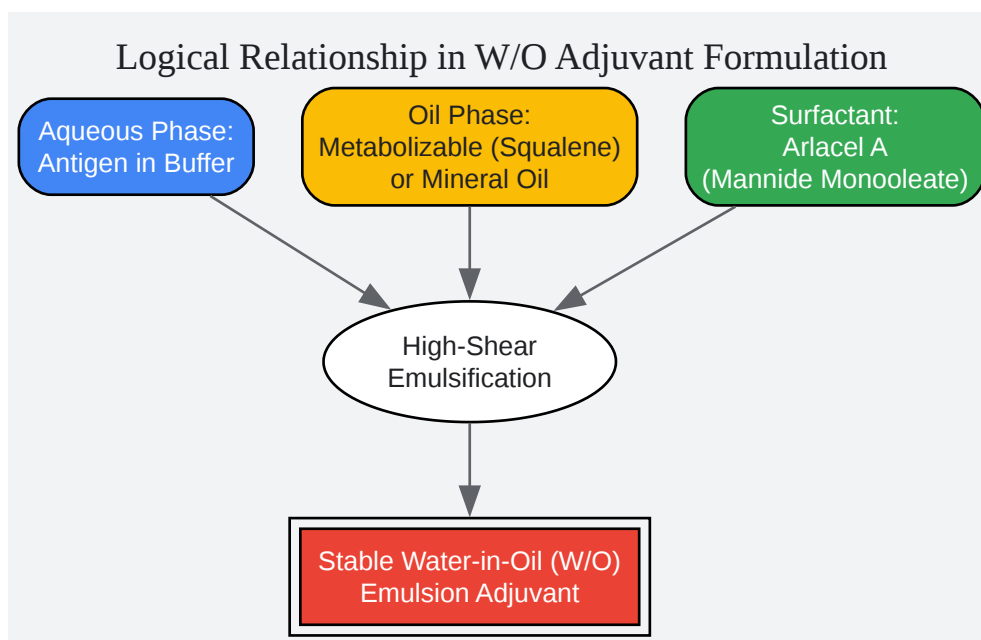 Logical Relationship in W/O Adjuvant Formulation
Aqueous Phase:
Antigen in Buffer
Oil Phase:
Metabolizable (Squalene)
or Mineral Oil
Surfactant:
Arlacel A
(Mannide Monooleate)
High-Shear
Emulsification
Stable Water-in-Oil (W/O)
Emulsion Adjuvant